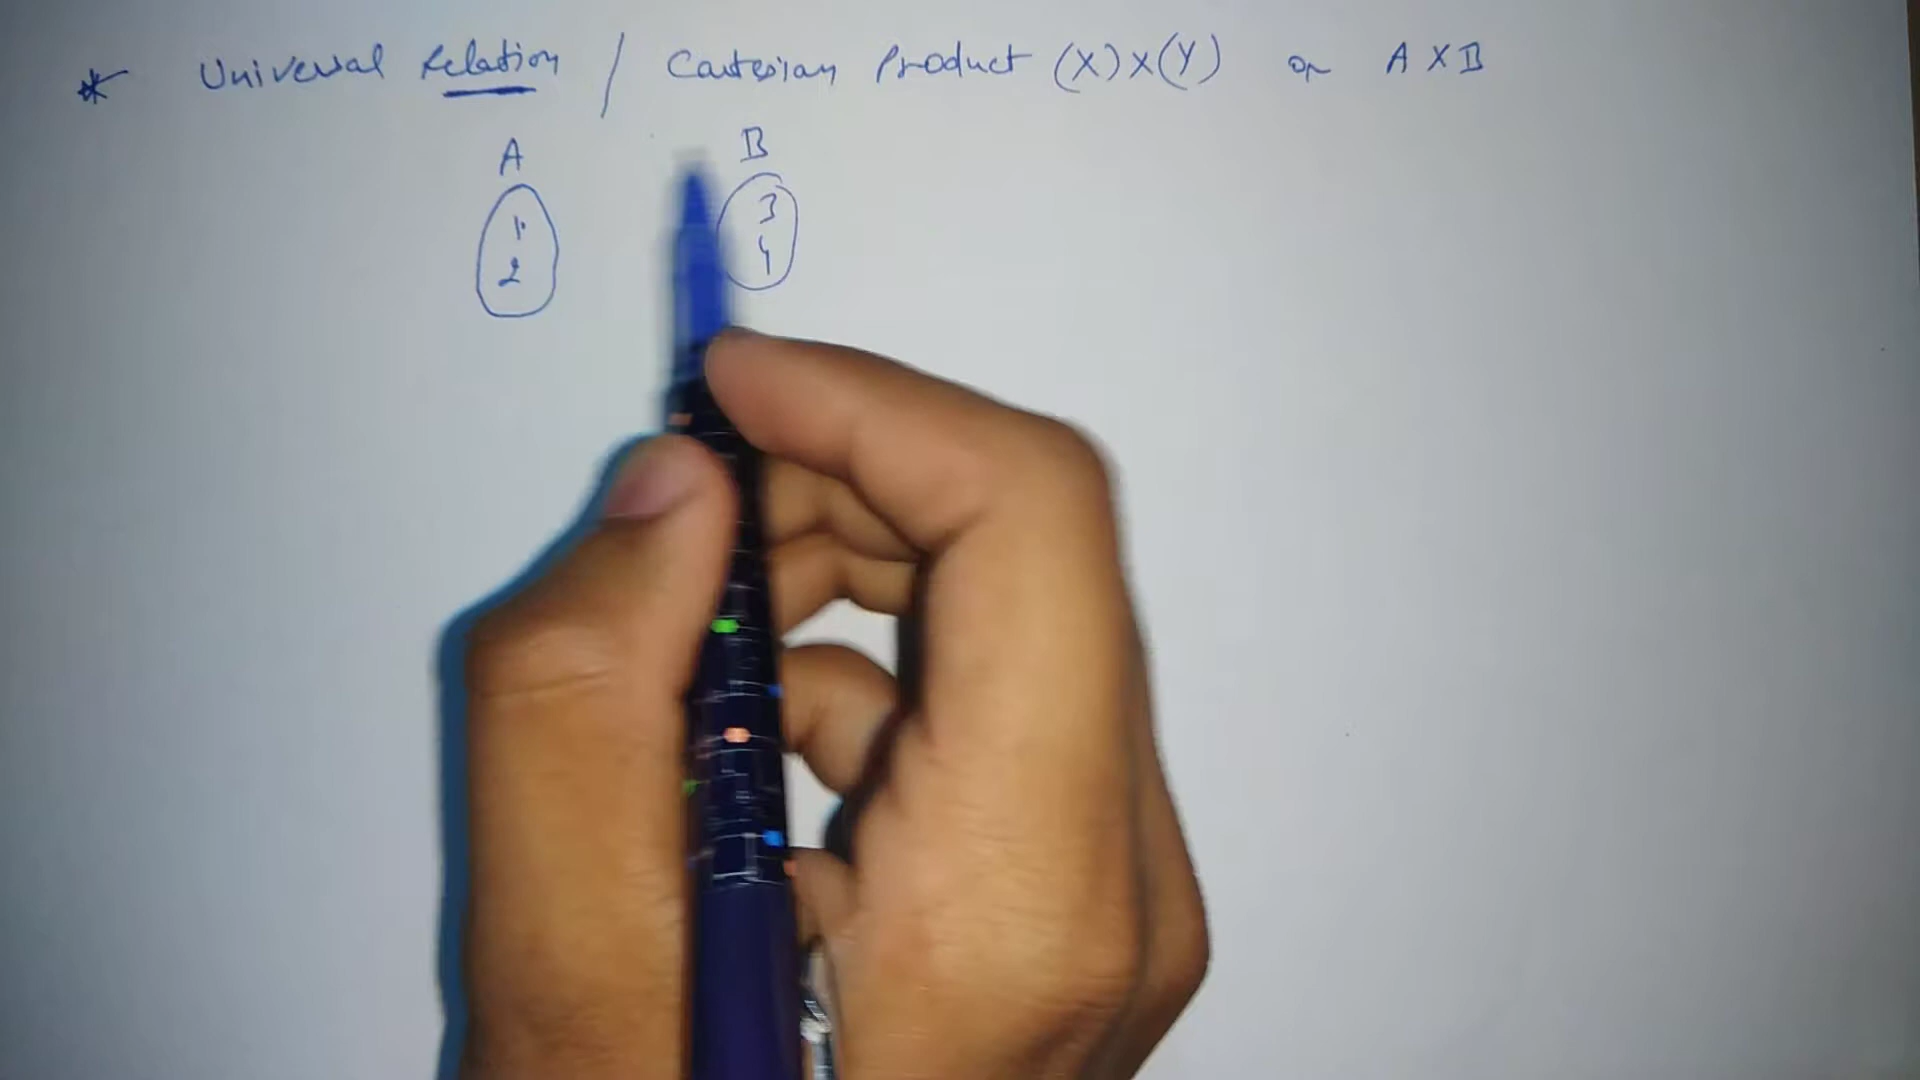 * Universal Relation / Cartesian Product (X)x(Y) or A X B
A B
1 3
2 4